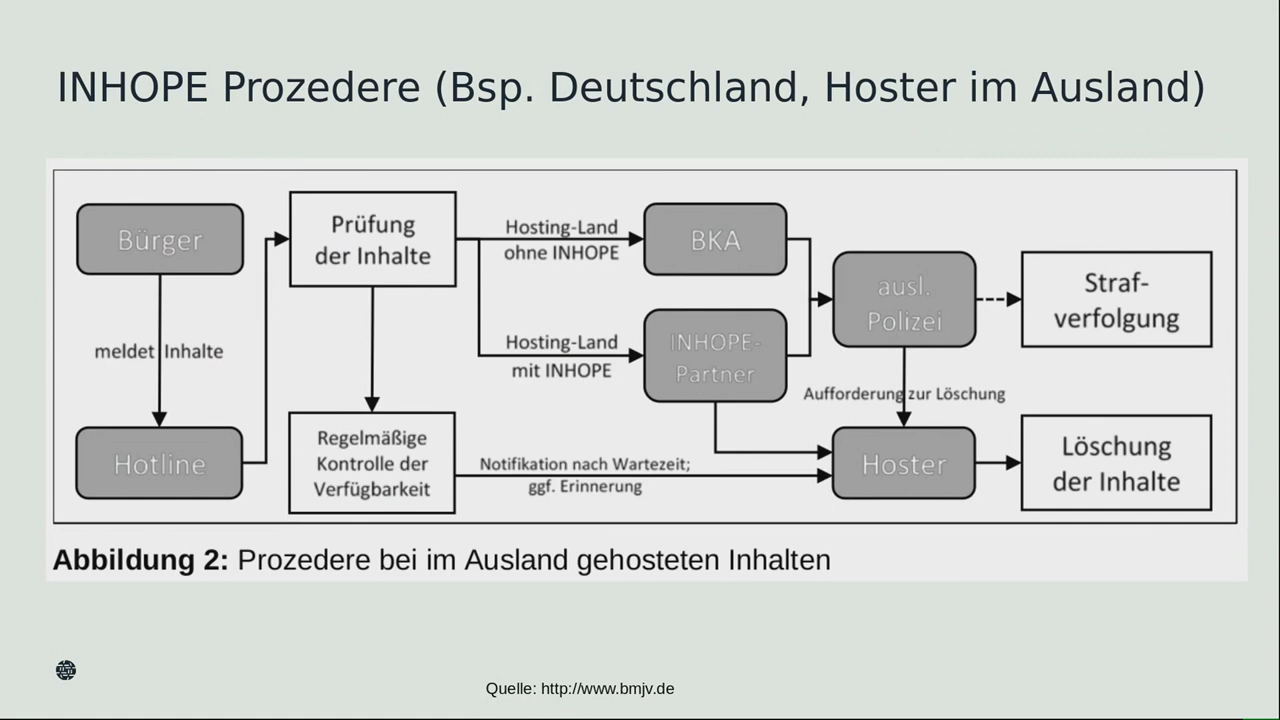 INHOPE Prozedere (Bsp. Deutschland, Hoster im Ausland)
Bürger
meldet Inhalte
Hotline
Prüfung
der Inhalte
Regelmäßige
Kontrolle der
Verfügbarkeit
Hosting-Land
ohne INHOPE
Hosting-Land
mit INHOPE
Notifikation nach Wartezeit;
ggf. Erinnerung
BKA
INHOPE-
Partner
ausl.
Polizei
Aufforderung zur Löschung
Hoster
Straf-
verfolgung
Löschung
der Inhalte
Abbildung 2: Prozedere bei im Ausland gehosteten Inhalten
Quelle: http://www.bmjv.de